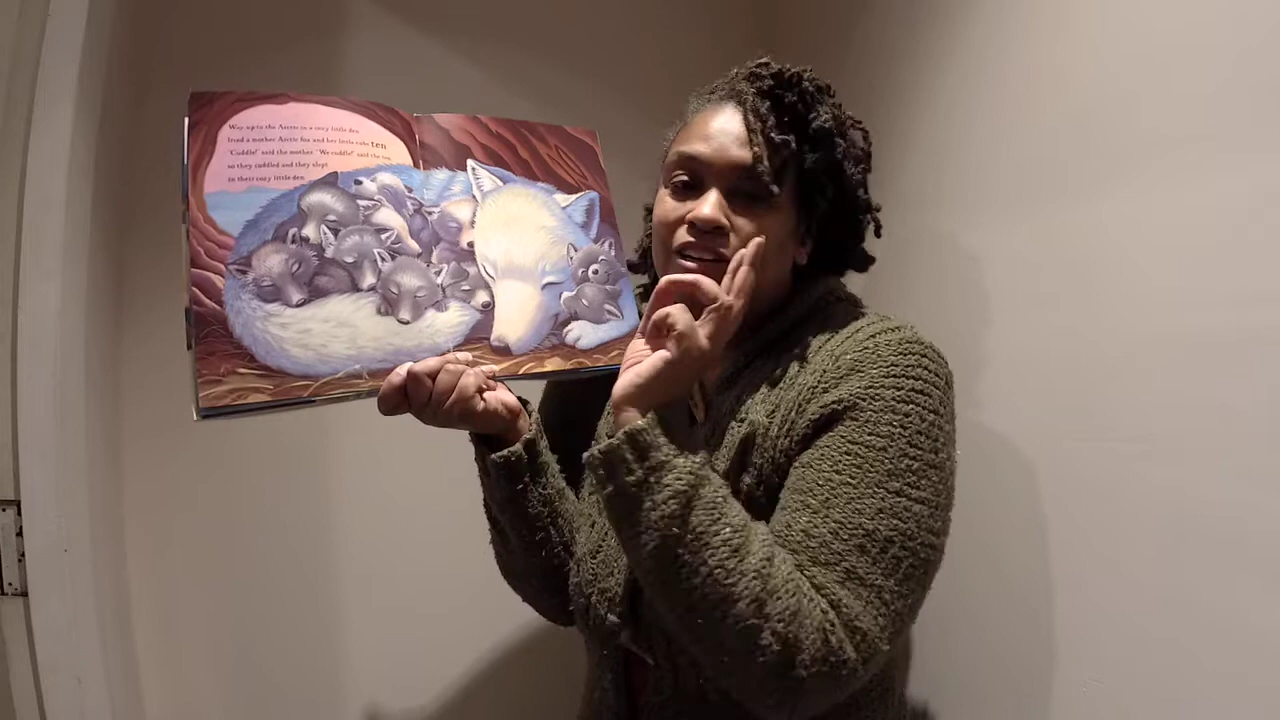 Way up in the Arctic in a cozy little den
lived a mother Arctic fox and her little cubs ten
"Cuddle!" said the mother. "We cuddle!" said the ten,
so they cuddled and they slept
in their cozy little den.